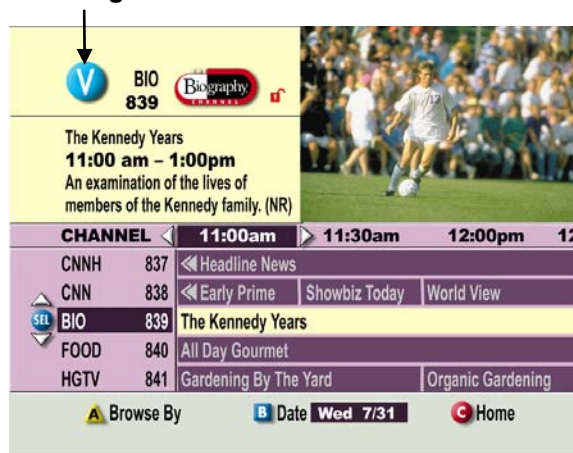 V
BIO
839
Biography
CHANNEL
The Kennedy Years
11:00 am – 1:00pm
An examination of the lives of
members of the Kennedy family. (NR)
13
CHANNEL 11:00am 11:30am 12:00pm 12
CNNH 837 Headline News
CNN 838 Early Prime Showbiz Today World View
SEL BIO 839 The Kennedy Years
FOOD 840 All Day Gourmet
HGTV 841 Gardening By The Yard Organic Gardening
A Browse By B Date Wed 7/31 C Home